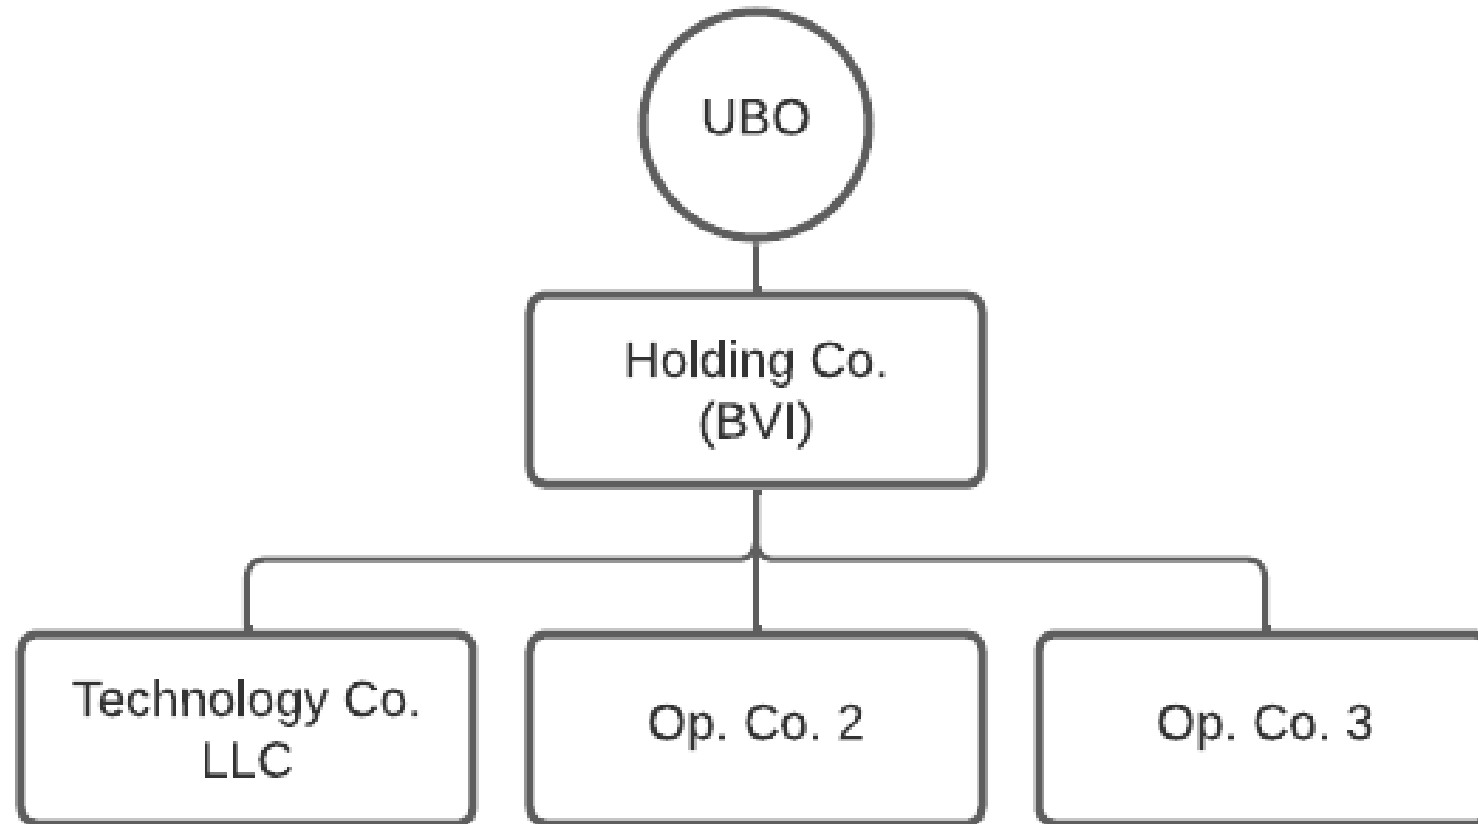 UBO
Holding Co.
(BVI)
Technology Co.
LLC
Op. Co. 2
Op. Co. 3